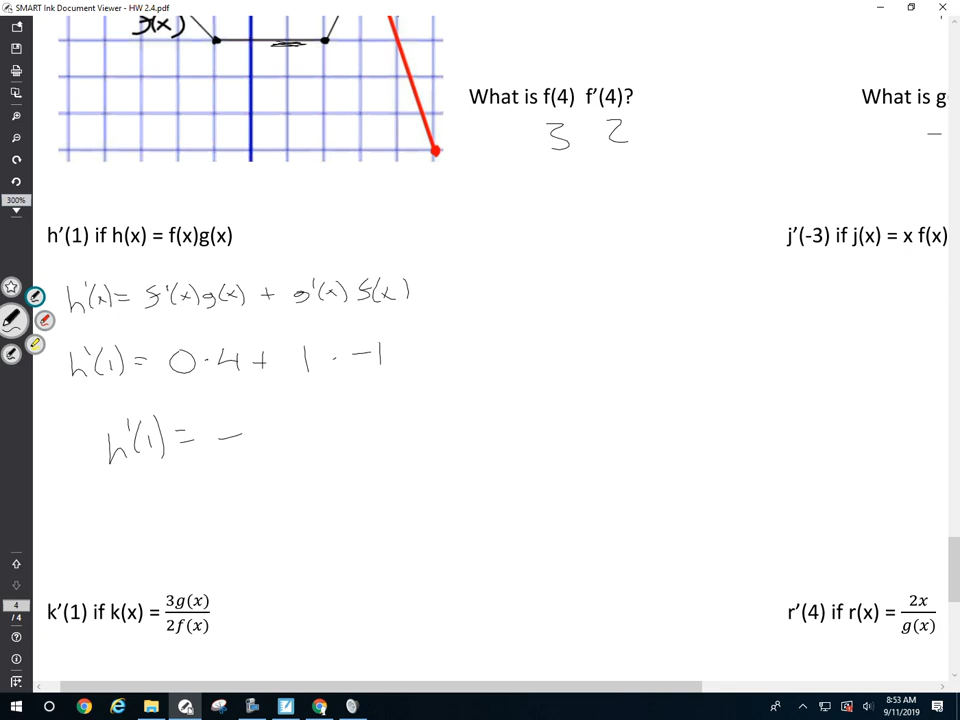 SMART Ink Document Viewer - HW 2.4.pdf
g(x)
What is f(4) f'(4)?
What is g
3 2
–
300%
h'(1) if h(x) = f(x)g(x)
j'(-3) if j(x) = x f(x)
h'(x) = f'(x)g(x) + g'(x) f(x)
h'(1) = 0 · 4 + 1 · -1
h'(1) = –
k'(1) if k(x) = 3g(x) / 2f(x)
r'(4) if r(x) = 2x / g(x)
4
/ 4
8:53 AM
9/11/2019